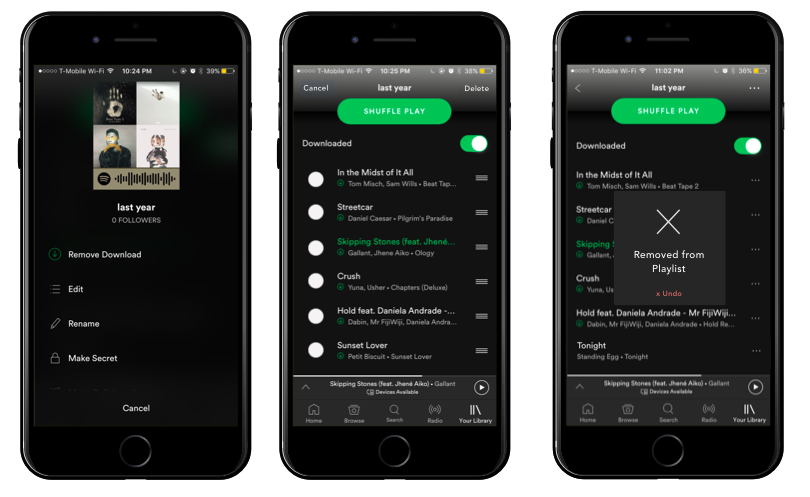 T-Mobile Wi-Fi 10:24 PM 39%
last year
0 FOLLOWERS
Remove Download
Edit
Rename
Make Secret
Cancel
T-Mobile Wi-Fi 10:25 PM 38%
Cancel last year Delete
SHUFFLE PLAY
Downloaded
In the Midst of It All
Tom Misch, Sam Wills • Beat Tap...
Streetcar
Daniel Caesar • Pilgrim's Paradise
Skipping Stones (feat. Jhené...
Gallant, Jhene Aiko • Ology
Crush
Yuna, Usher • Chapters (Deluxe)
Hold feat. Daniela Andrade -...
Dabin, Mr FijiWiji, Daniela Andra...
Sunset Lover
Petit Biscuit • Sunset Lover
Skipping Stones (feat. Jhené Aiko) • Gallant
Devices Available
Home Browse Search Radio Your Library
T-Mobile Wi-Fi 11:02 PM 36%
last year
SHUFFLE PLAY
Downloaded
In the Midst of It All
Tom Misch, Sam Wills • Beat Tape 2
Streetcar
Daniel C
Skipping S
Gallant,
Crush
Yuna, Us
Removed from
Playlist
x Undo
Hold feat. Daniela Andrade - Mr FijiWiji...
Dabin, Mr FijiWiji, Daniela Andrade • Hold Re...
Tonight
Standing Egg • Tonight
Skipping Stones (feat. Jhené Aiko) • Gallant
Devices Available
Home Browse Search Radio Your Library